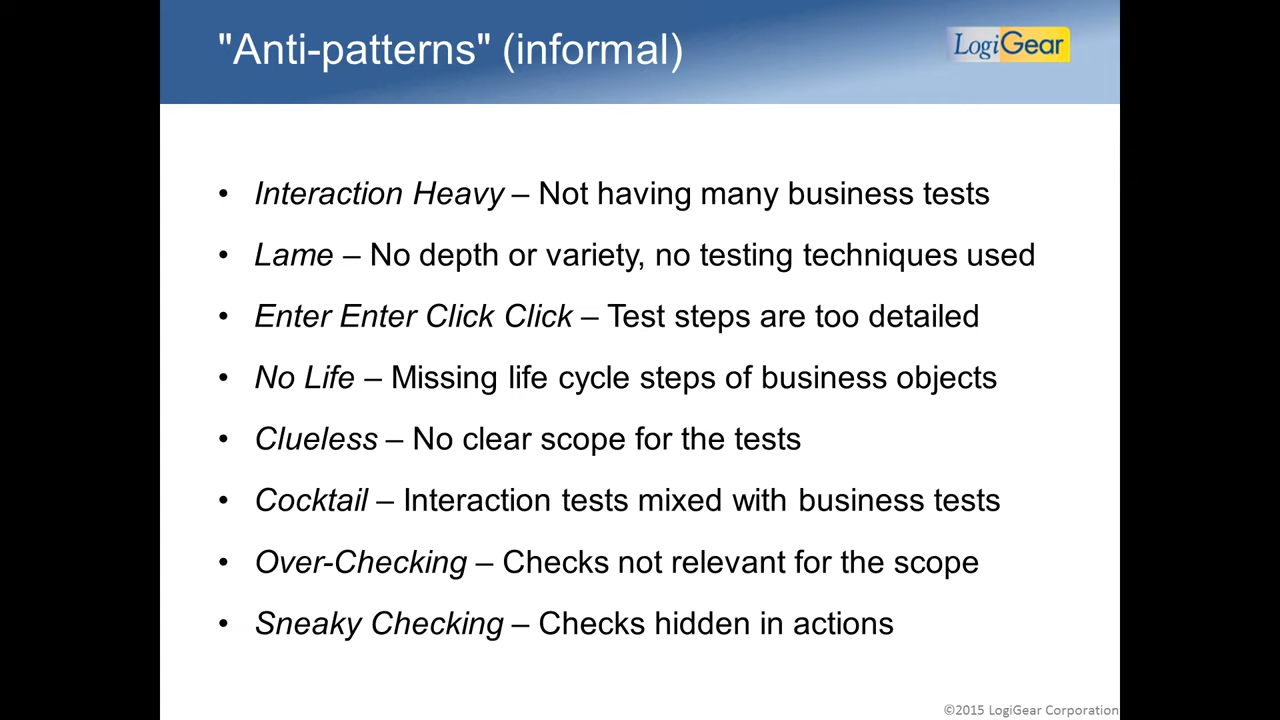 "Anti-patterns" (informal)
LogiGear
• Interaction Heavy – Not having many business tests
• Lame – No depth or variety, no testing techniques used
• Enter Enter Click Click – Test steps are too detailed
• No Life – Missing life cycle steps of business objects
• Clueless – No clear scope for the tests
• Cocktail – Interaction tests mixed with business tests
• Over-Checking – Checks not relevant for the scope
• Sneaky Checking – Checks hidden in actions
©2015 LogiGear Corporation